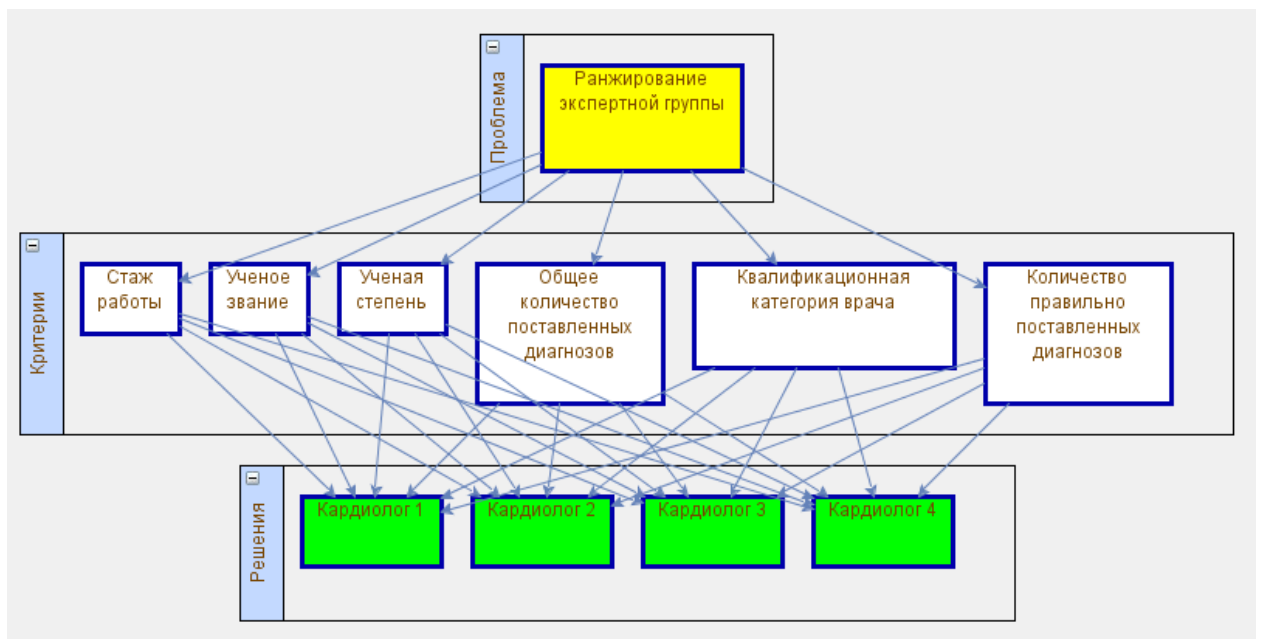 Проблема
Ранжирование
экспертной группы
Критерии
Стаж
работы
Ученое
звание
Ученая
степень
Общее
количество
поставленных
диагнозов
Квалификационная
категория врача
Количество
правильно
поставленных
диагнозов
Решения
Кардиолог 1
Кардиолог 2
Кардиолог 3
Кардиолог 4